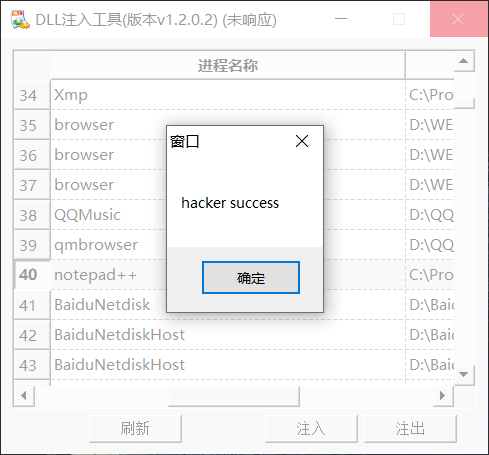 DLL注入工具(版本v1.2.0.2) (未响应)
进程名称
34 Xmp C:\Pro
35 browser D:\WE
36 browser D:\WE
37 browser D:\WE
38 QQMusic D:\QQ
39 qmbrowser D:\QQ
40 notepad++ C:\Pro
41 BaiduNetdisk D:\Baid
42 BaiduNetdiskHost D:\Baid
43 BaiduNetdiskHost D:\Baid
窗口
hacker success
确定
刷新 注入 注出